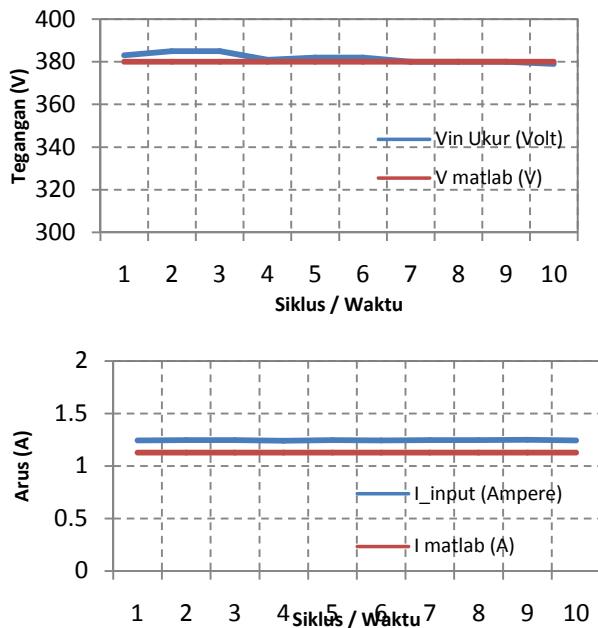 400
380
360
340
320
300
Tegangan (V)
Vin Ukur (Volt)
V matlab (V)
1 2 3 4 5 6 7 8 9 10
Siklus / Waktu
2
1.5
1
0.5
0
Arus (A)
I_input (Ampere)
I matlab (A)
1 2 3 4 5 6 7 8 9 10
Siklus / Waktu